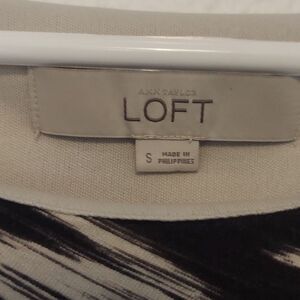 ANN TAYLOR
LOFT
S
MADE IN
PHILIPPINES